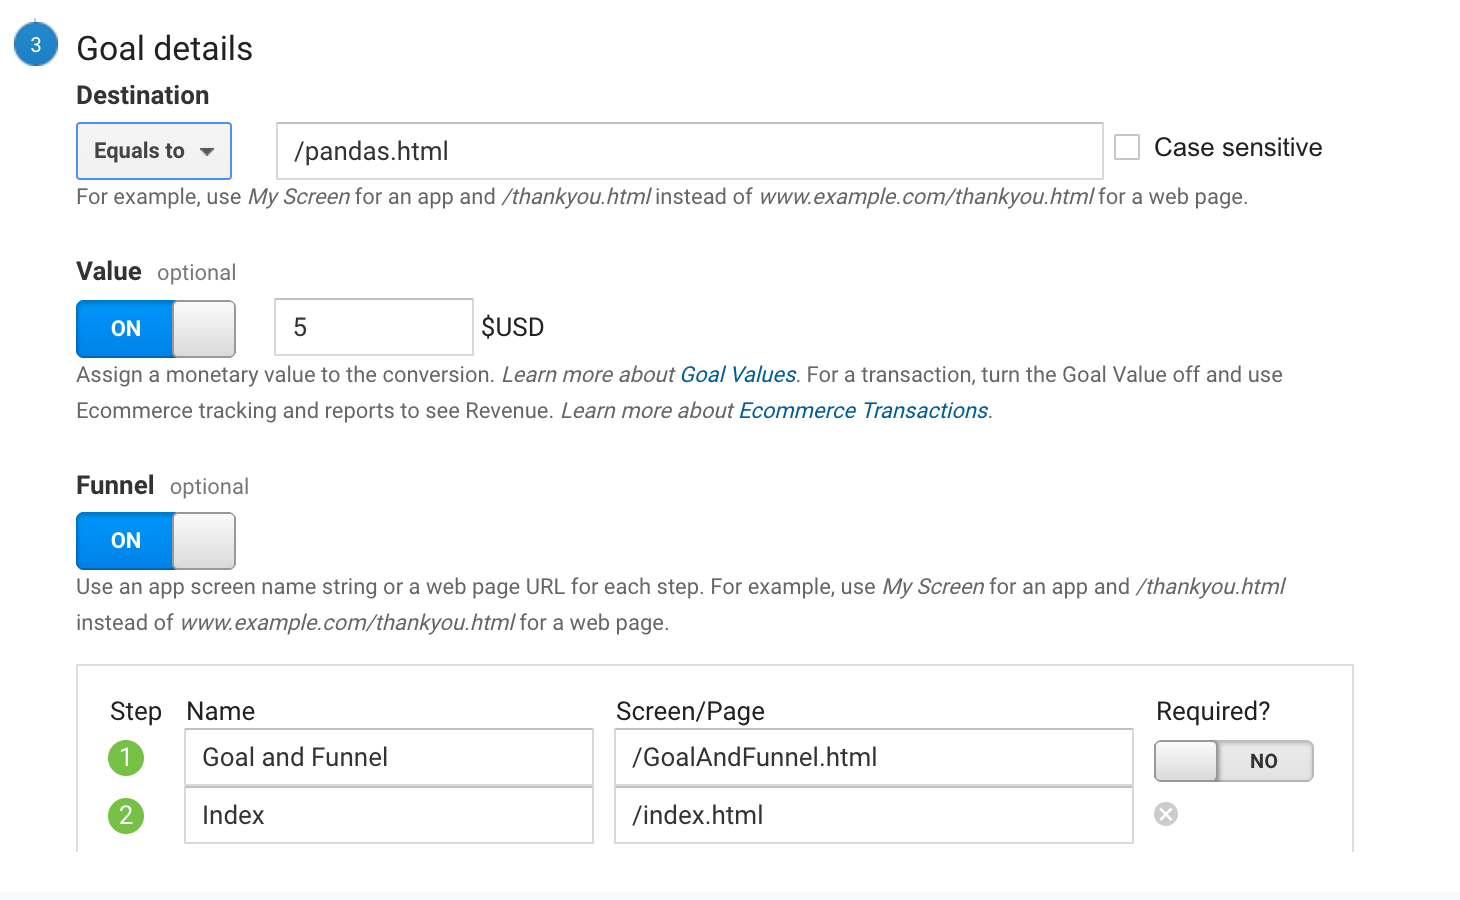 3 Goal details
Destination
Equals to /pandas.html Case sensitive
For example, use My Screen for an app and /thankyou.html instead of www.example.com/thankyou.html for a web page.
Value optional
ON 5 $USD
Assign a monetary value to the conversion. Learn more about Goal Values. For a transaction, turn the Goal Value off and use
Ecommerce tracking and reports to see Revenue. Learn more about Ecommerce Transactions.
Funnel optional
ON
Use an app screen name string or a web page URL for each step. For example, use My Screen for an app and /thankyou.html
instead of www.example.com/thankyou.html for a web page.
Step Name Screen/Page Required?
1 Goal and Funnel /GoalAndFunnel.html NO
2 Index /index.html